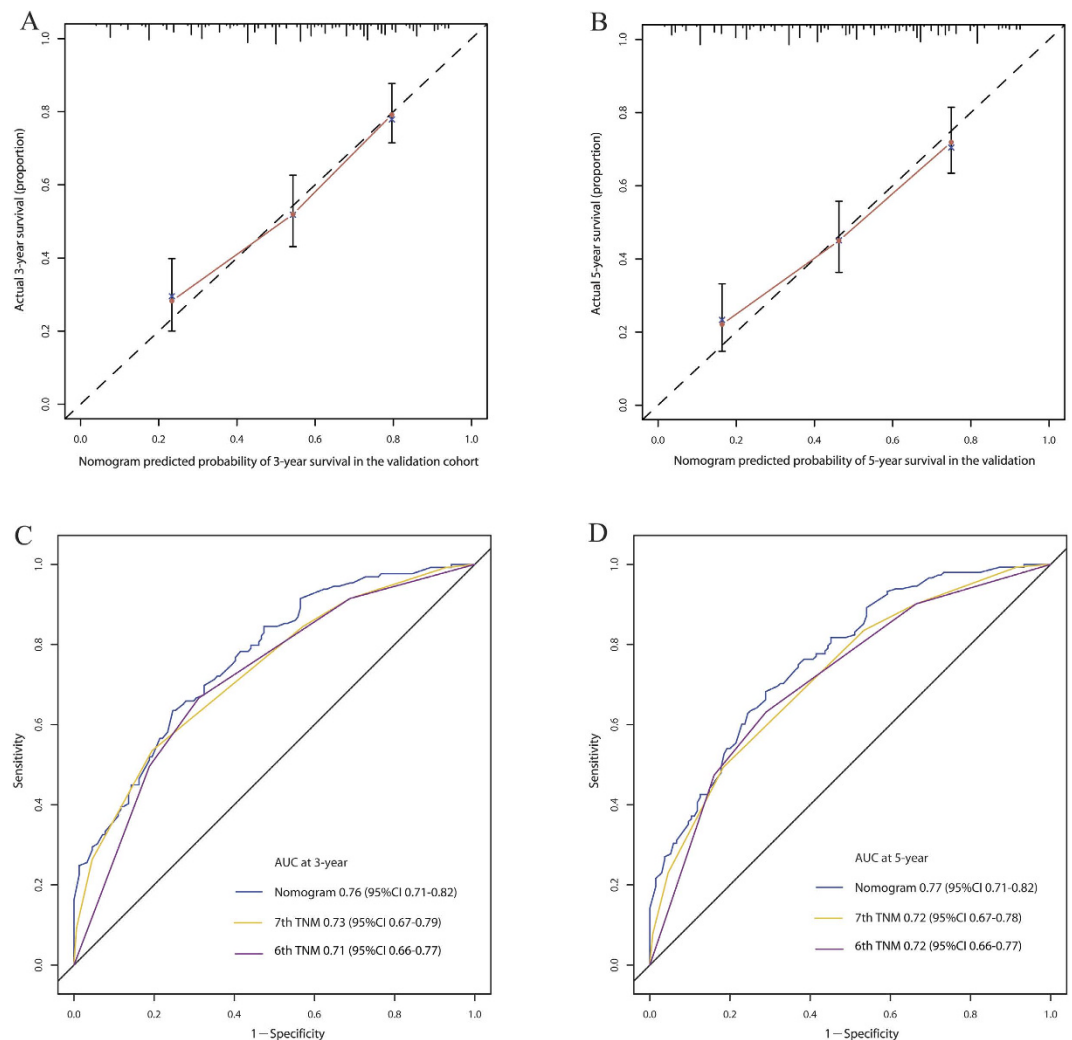 A
Actual 3-year survival (proportion)
1.0
0.8
0.6
0.4
0.2
0.0
0.0 0.2 0.4 0.6 0.8 1.0
Nomogram predicted probability of 3-year survival in the validation cohort
B
Actual 5-year survival (proportion)
1.0
0.8
0.6
0.4
0.2
0.0
0.0 0.2 0.4 0.6 0.8 1.0
Nomogram predicted probability of 5-year survival in the validation
C
Sensitivity
1.0
0.8
0.6
0.4
0.2
0.0
AUC at 3-year
Nomogram 0.76 (95%CI 0.71-0.82)
7th TNM 0.73 (95%CI 0.67-0.79)
6th TNM 0.71 (95%CI 0.66-0.77)
0.0 0.2 0.4 0.6 0.8 1.0
1—Specificity
D
Sensitivity
1.0
0.8
0.6
0.4
0.2
0.0
AUC at 5-year
Nomogram 0.77 (95%CI 0.71-0.82)
7th TNM 0.72 (95%CI 0.67-0.78)
6th TNM 0.72 (95%CI 0.66-0.77)
0.0 0.2 0.4 0.6 0.8 1.0
1—Specificity